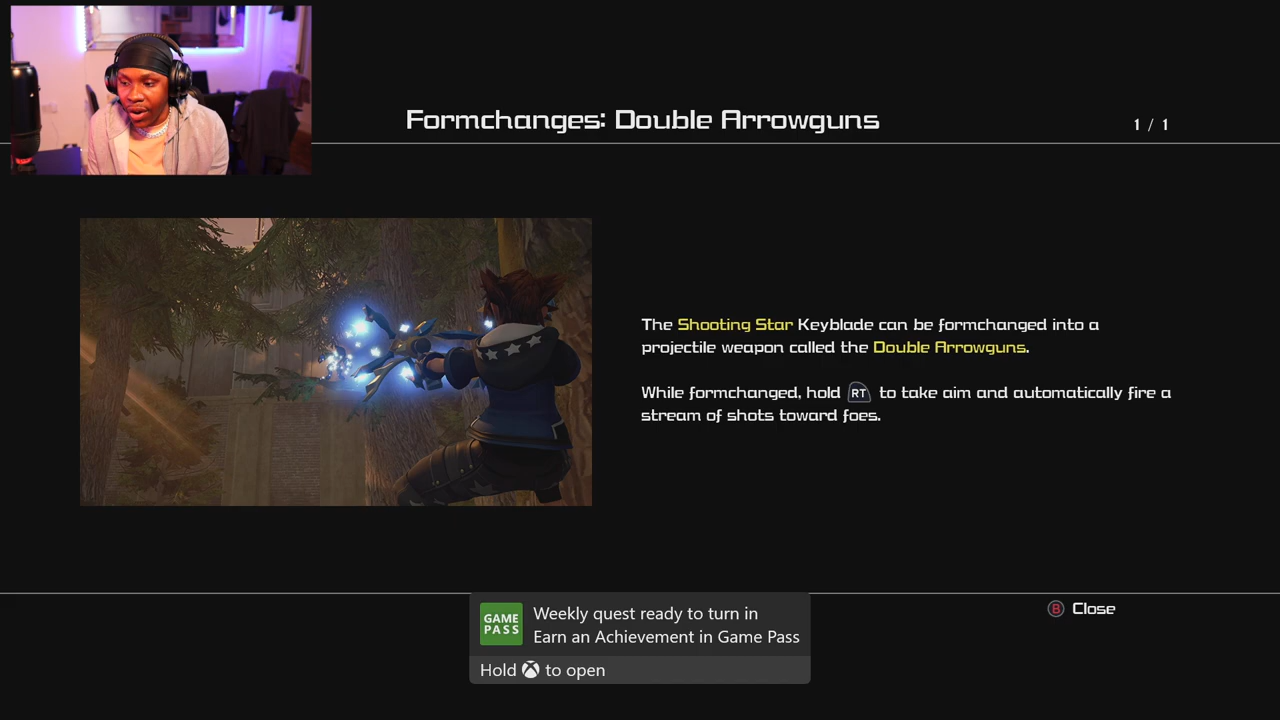 Formchanges: Double Arrowguns
1 / 1
The Shooting Star Keyblade can be formchanged into a
projectile weapon called the Double Arrowguns.
While formchanged, hold RT to take aim and automatically fire a
stream of shots toward foes.
B Close
GAME
PASS
Weekly quest ready to turn in
Earn an Achievement in Game Pass
Hold to open